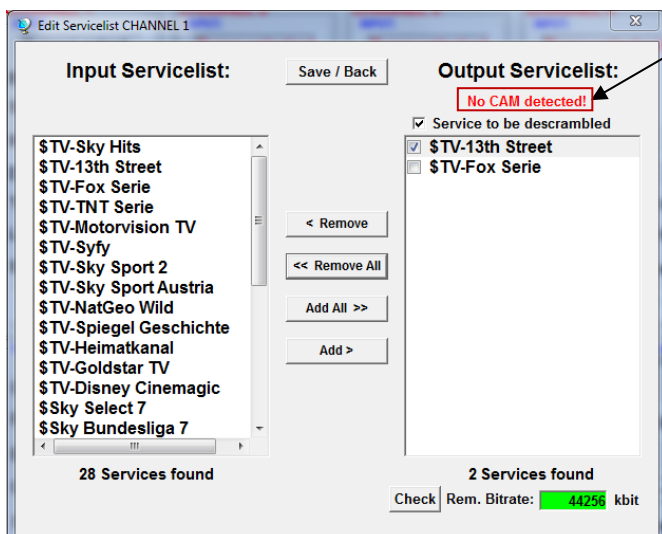 Edit Servicelist CHANNEL 1
Input Servicelist:
Save / Back
Output Servicelist:
No CAM detected!
Service to be descrambled
$TV-Sky Hits
$TV-13th Street
$TV-Fox Serie
$TV-TNT Serie
$TV-Motorvision TV
$TV-Syfy
$TV-Sky Sport 2
$TV-Sky Sport Austria
$TV-NatGeo Wild
$TV-Spiegel Geschichte
$TV-Heimatkanal
$TV-Goldstar TV
$TV-Disney Cinemagic
$Sky Select 7
$Sky Bundesliga 7
28 Services found
< Remove
<< Remove All
Add All >>
Add >
$TV-13th Street
$TV-Fox Serie
2 Services found
Check Rem. Bitrate: 44256 kbit